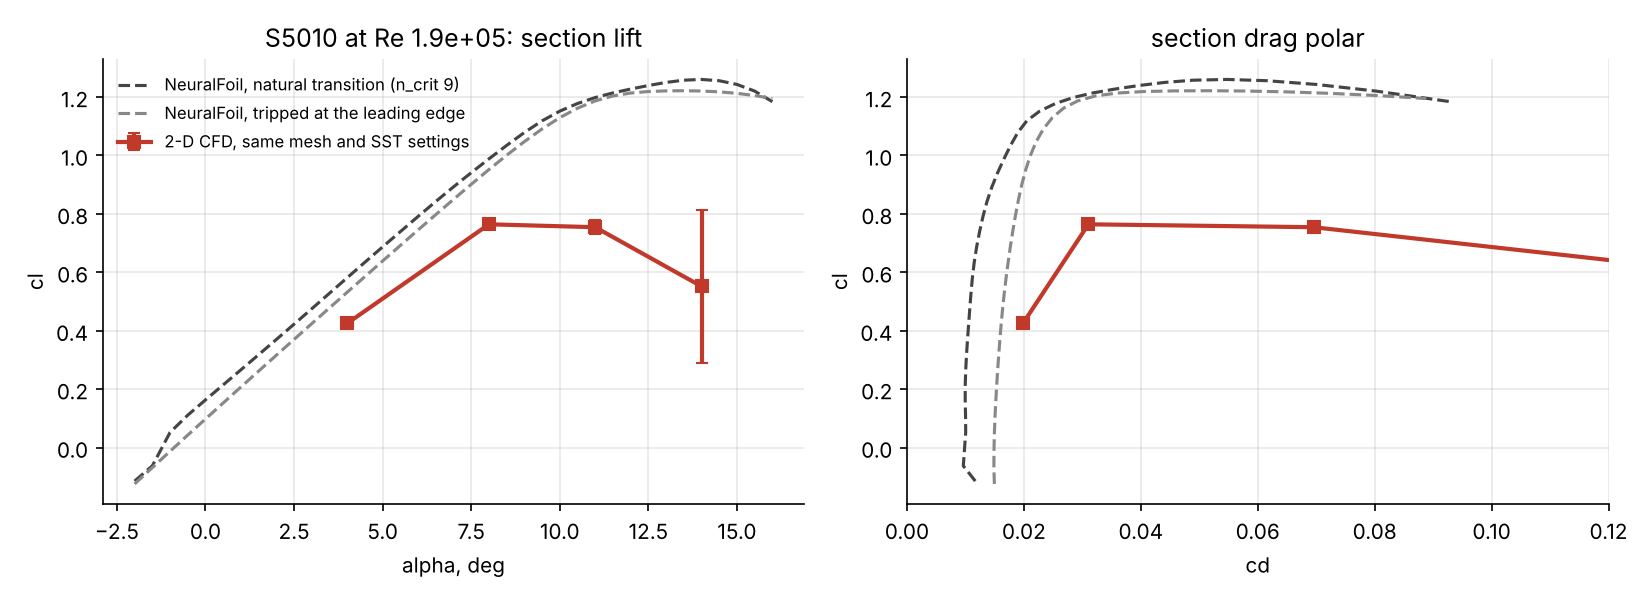 S5010 at Re 1.9e+05: section lift
NeuralFoil, natural transition (n_crit 9)
NeuralFoil, tripped at the leading edge
2-D CFD, same mesh and SST settings
1.2
1.0
0.8
0.6
0.4
0.2
0.0
cl
−2.5 0.0 2.5 5.0 7.5 10.0 12.5 15.0
alpha, deg
section drag polar
1.2
1.0
0.8
0.6
0.4
0.2
0.0
cl
0.00 0.02 0.04 0.06 0.08 0.10 0.12
cd